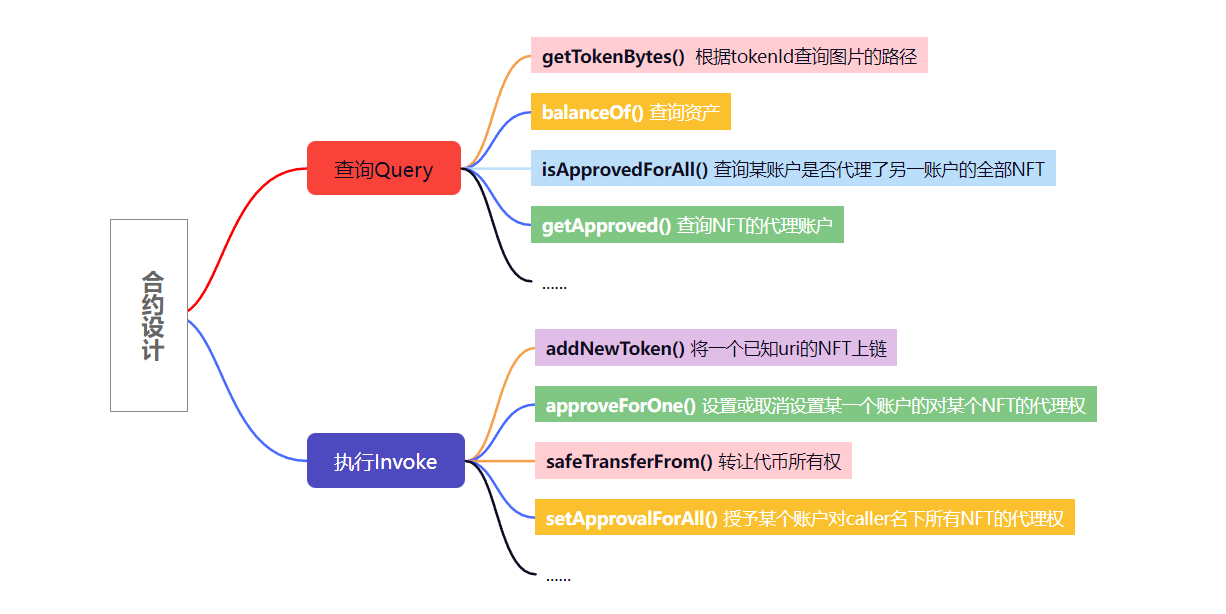 合约设计
查询Query
getTokenBytes() 根据tokenId查询图片的路径
balanceOf() 查询资产
isApprovedForAll() 查询某账户是否代理了另一账户的全部NFT
getApproved() 查询NFT的代理账户
......
执行Invoke
addNewToken() 将一个已知uri的NFT上链
approveForOne() 设置或取消设置某一个账户的对某个NFT的代理权
safeTransferFrom() 转让代币所有权
setApprovalForAll() 授予某个账户对caller名下所有NFT的代理权
......